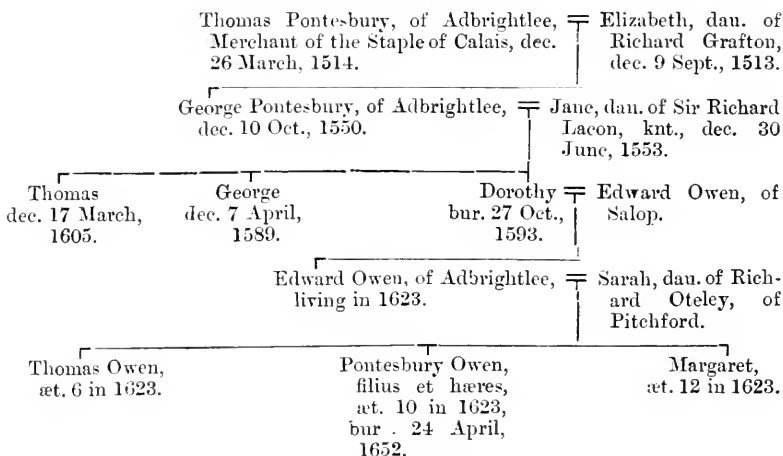 Thomas Pontesbury, of Adbrightlee, = Elizabeth, dau. of
Merchant of the Staple of Calais, dec. Richard Grafton,
26 March, 1514. dec. 9 Sept., 1513.
George Pontesbury, of Adbrightlee, = Jane, dau. of Sir Richard
dec. 10 Oct., 1550. Lacon, knt., dec. 30
June, 1553.
Thomas George Dorothy = Edward Owen, of
dec. 17 March, dec. 7 April, bur. 27 Oct., Salop.
1605. 1589. 1593.
Edward Owen, of Adbrightlee, = Sarah, dau. of Rich-
living in 1623. ard Oteley, of
Pitchford.
Thomas Owen, Pontesbury Owen, Margaret,
æt. 6 in 1623. filius et hæres, æt. 12 in 1623.
æt. 10 in 1623,
bur . 24 April,
1652.